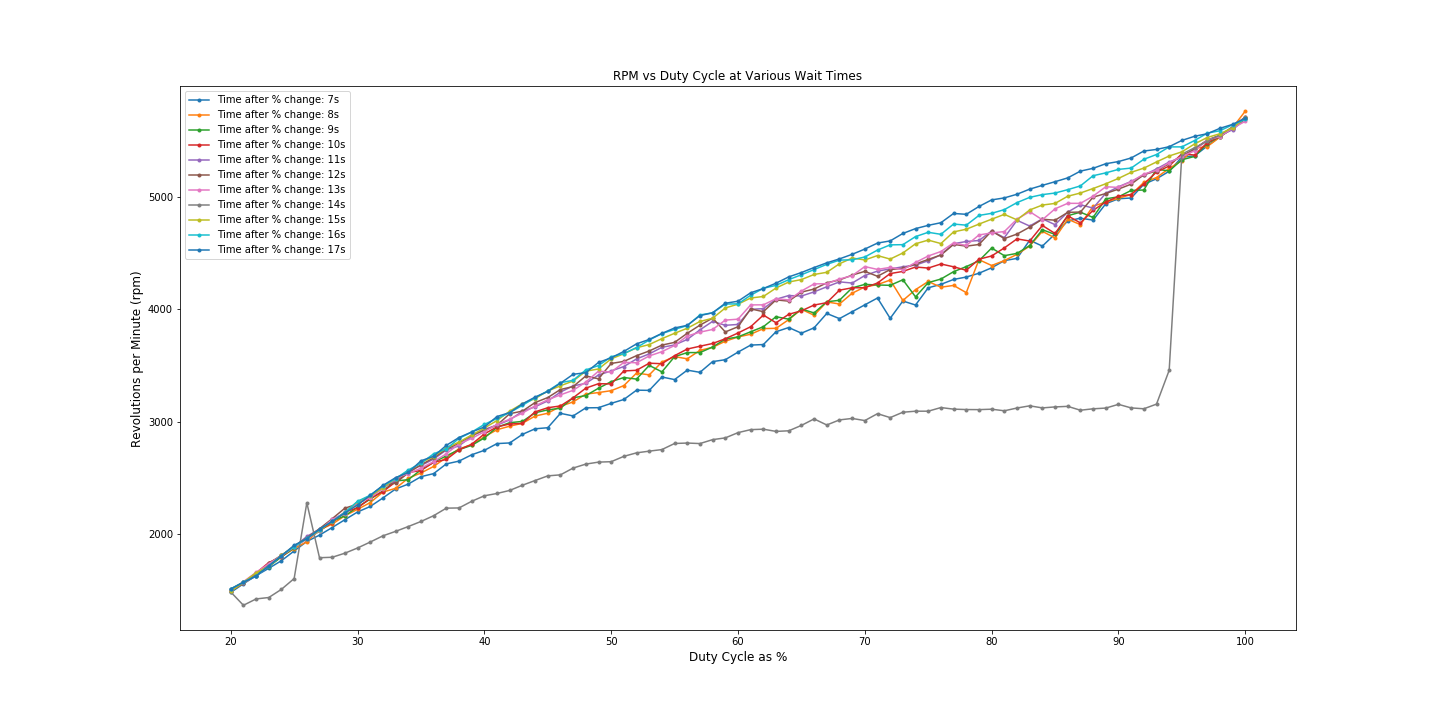 RPM vs Duty Cycle at Various Wait Times
Time after % change: 7s
Time after % change: 8s
Time after % change: 9s
Time after % change: 10s
Time after % change: 11s
Time after % change: 12s
Time after % change: 13s
Time after % change: 14s
Time after % change: 15s
Time after % change: 16s
Time after % change: 17s
Revolutions per Minute (rpm)
5000
4000
3000
2000
20 30 40 50 60 70 80 90 100
Duty Cycle as %